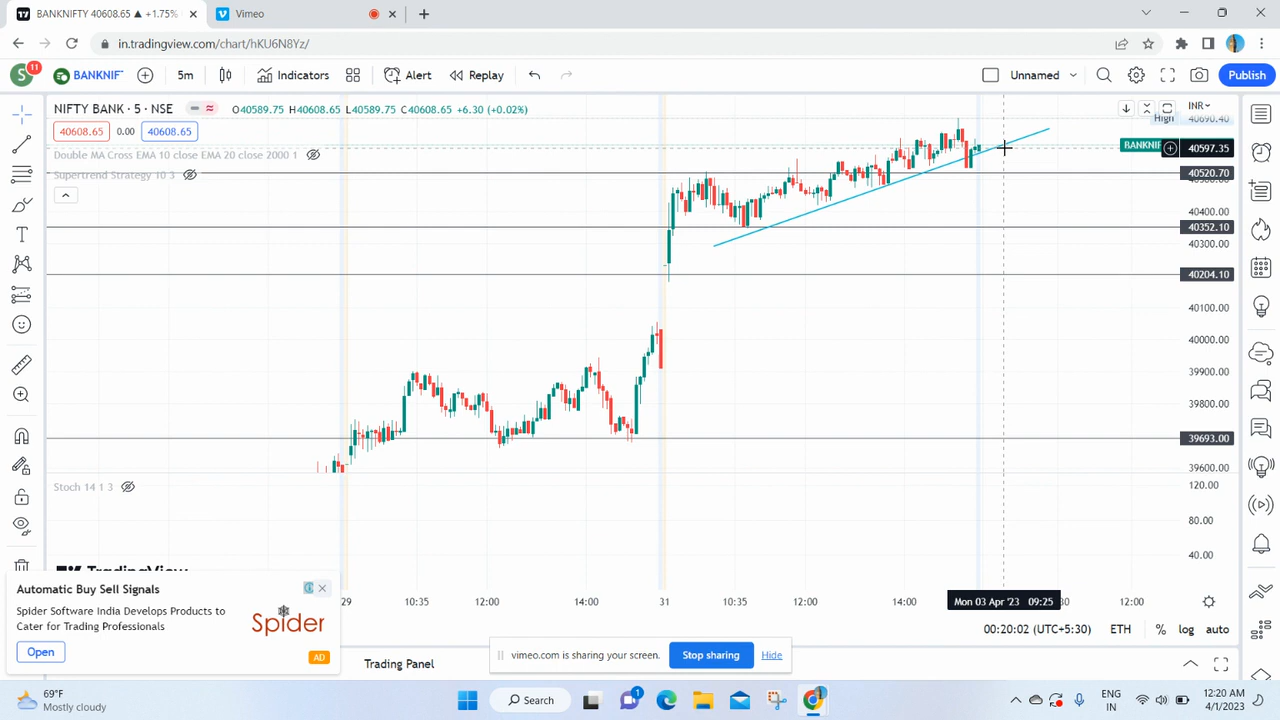 BANKNIFTY 40608.65 ▲ +1.75%
Vimeo
in.tradingview.com/chart/hKU6N8Yz/
S 11
BANKNIF
5m
Indicators
Alert
Replay
Unnamed
Publish
NIFTY BANK · 5 · NSE O40589.75 H40608.65 L40589.75 C40608.65 +6.30 (+0.02%)
INR
40608.65 0.00 40608.65
High 40690.40
BANKNIF 40597.35
Double MA Cross EMA 10 close EMA 20 close 2000 1
Supertrend Strategy 10 3
40520.70
40400.00
40352.10
40300.00
40204.10
40100.00
40000.00
39900.00
39800.00
39693.00
39600.00
Stoch 14 1 3
120.00
80.00
40.00
TradingView
29 10:35 12:00 14:00 31 10:35 12:00 14:00 Mon 03 Apr '23 09:25 12:00
Automatic Buy Sell Signals
Spider Software India Develops Products to
Cater for Trading Professionals
Spider
Open
AD
00:20:02 (UTC+5:30) ETH % log auto
Trading Panel
vimeo.com is sharing your screen.
Stop sharing
Hide
69°F
Mostly cloudy
Search
1
ENG
IN
12:20 AM
4/1/2023